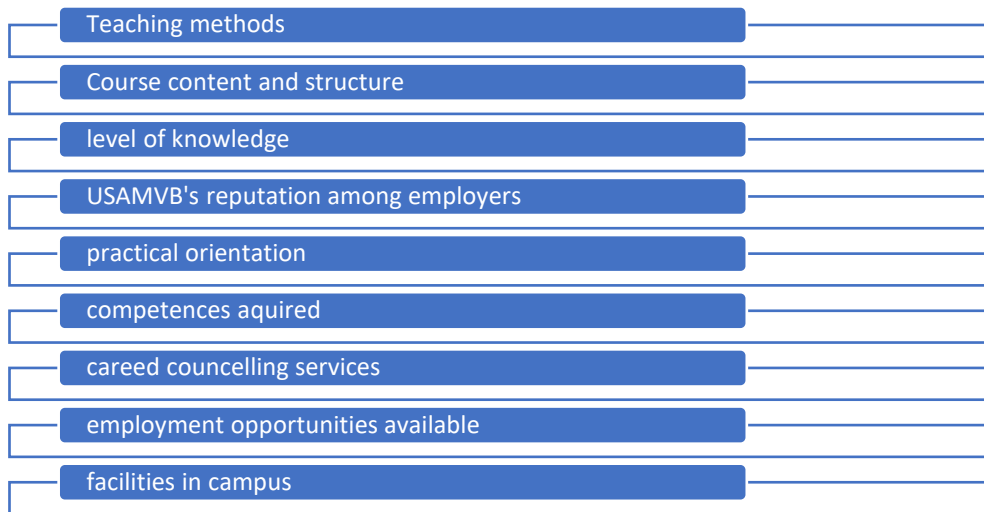 Teaching methods
Course content and structure
level of knowledge
USAMVB's reputation among employers
practical orientation
competences aquired
careed councelling services
employment opportunities available
facilities in campus